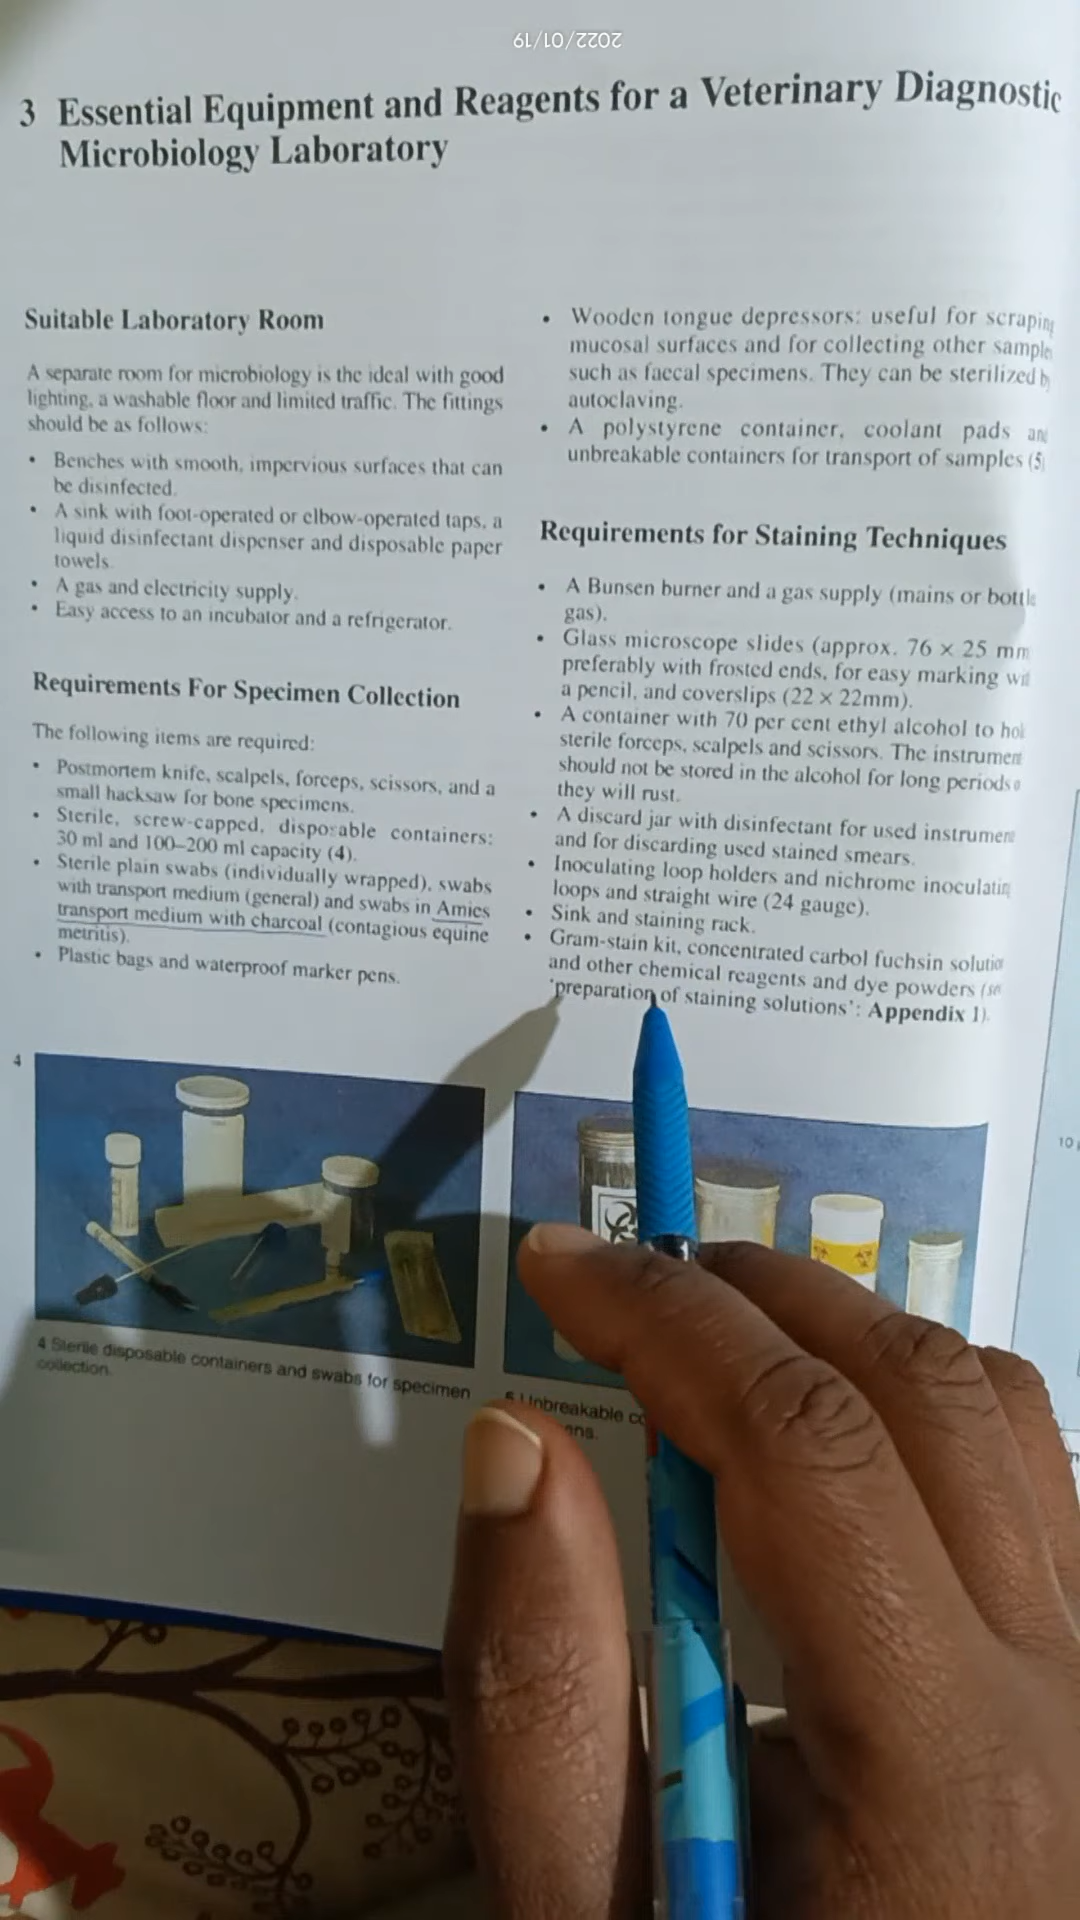 2022/01/19
3 Essential Equipment and Reagents for a Veterinary Diagnostic
Microbiology Laboratory
Suitable Laboratory Room
A separate room for microbiology is the ideal with good
lighting, a washable floor and limited traffic. The fittings
should be as follows:
• Benches with smooth, impervious surfaces that can
be disinfected.
• A sink with foot-operated or elbow-operated taps, a
liquid disinfectant dispenser and disposable paper
towels.
• A gas and electricity supply.
• Easy access to an incubator and a refrigerator.
Requirements For Specimen Collection
The following items are required:
• Postmortem knife, scalpels, forceps, scissors, and a
small hacksaw for bone specimens.
• Sterile, screw-capped, disposable containers:
30 ml and 100–200 ml capacity (4).
• Sterile plain swabs (individually wrapped), swabs
with transport medium (general) and swabs in Amies
transport medium with charcoal (contagious equine
metritis).
• Plastic bags and waterproof marker pens.
• Wooden tongue depressors: useful for scraping
mucosal surfaces and for collecting other sample
such as faecal specimens. They can be sterilized b
autoclaving.
• A polystyrene container, coolant pads and
unbreakable containers for transport of samples (5)
Requirements for Staining Techniques
• A Bunsen burner and a gas supply (mains or bottle
gas).
• Glass microscope slides (approx. 76 × 25 mm
preferably with frosted ends, for easy marking wit
a pencil, and coverslips (22 × 22mm).
• A container with 70 per cent ethyl alcohol to hol
sterile forceps, scalpels and scissors. The instrument
should not be stored in the alcohol for long periods
they will rust.
• A discard jar with disinfectant for used instrument
and for discarding used stained smears.
• Inoculating loop holders and nichrome inoculating
loops and straight wire (24 gauge).
• Sink and staining rack.
• Gram-stain kit, concentrated carbol fuchsin solutio
and other chemical reagents and dye powders (se
'preparation of staining solutions': Appendix 1).
4
10
4 Sterile disposable containers and swabs for specimen
collection.
5 Unbreakable co
ens.